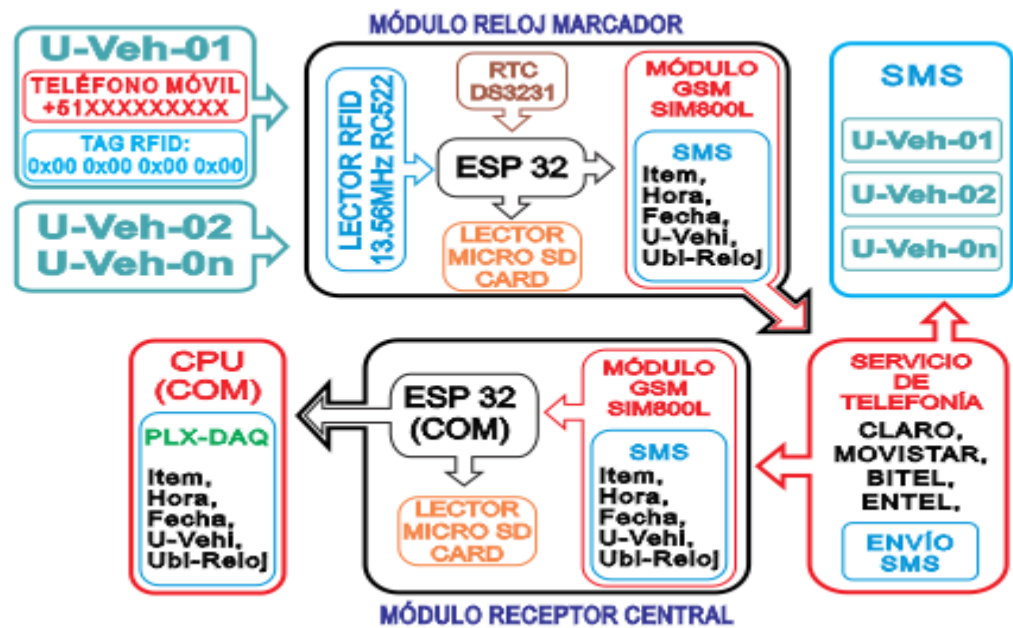 MÓDULO RELOJ MARCADOR
U-Veh-01
TELÉFONO MÓVIL
+51XXXXXXXXX
TAG RFID:
0x00 0x00 0x00 0x00
U-Veh-02
U-Veh-0n
LECTOR RFID
13.56MHz RC522
RTC
DS3231
ESP 32
LECTOR
MICRO SD
CARD
MÓDULO
GSM
SIM800L
SMS
Item,
Hora,
Fecha,
U-Vehi,
Ubi-Reloj
SMS
U-Veh-01
U-Veh-02
U-Veh-0n
CPU
(COM)
PLX-DAQ
Item,
Hora,
Fecha,
U-Vehi,
Ubi-Reloj
ESP 32
(COM)
LECTOR
MICRO SD
CARD
MÓDULO
GSM
SIM800L
SMS
Item,
Hora,
Fecha,
U-Vehi,
Ubi-Reloj
SERVICIO
DE
TELEFONÍA
CLARO,
MOVISTAR,
BITEL,
ENTEL,
ENVÍO
SMS
MÓDULO RECEPTOR CENTRAL